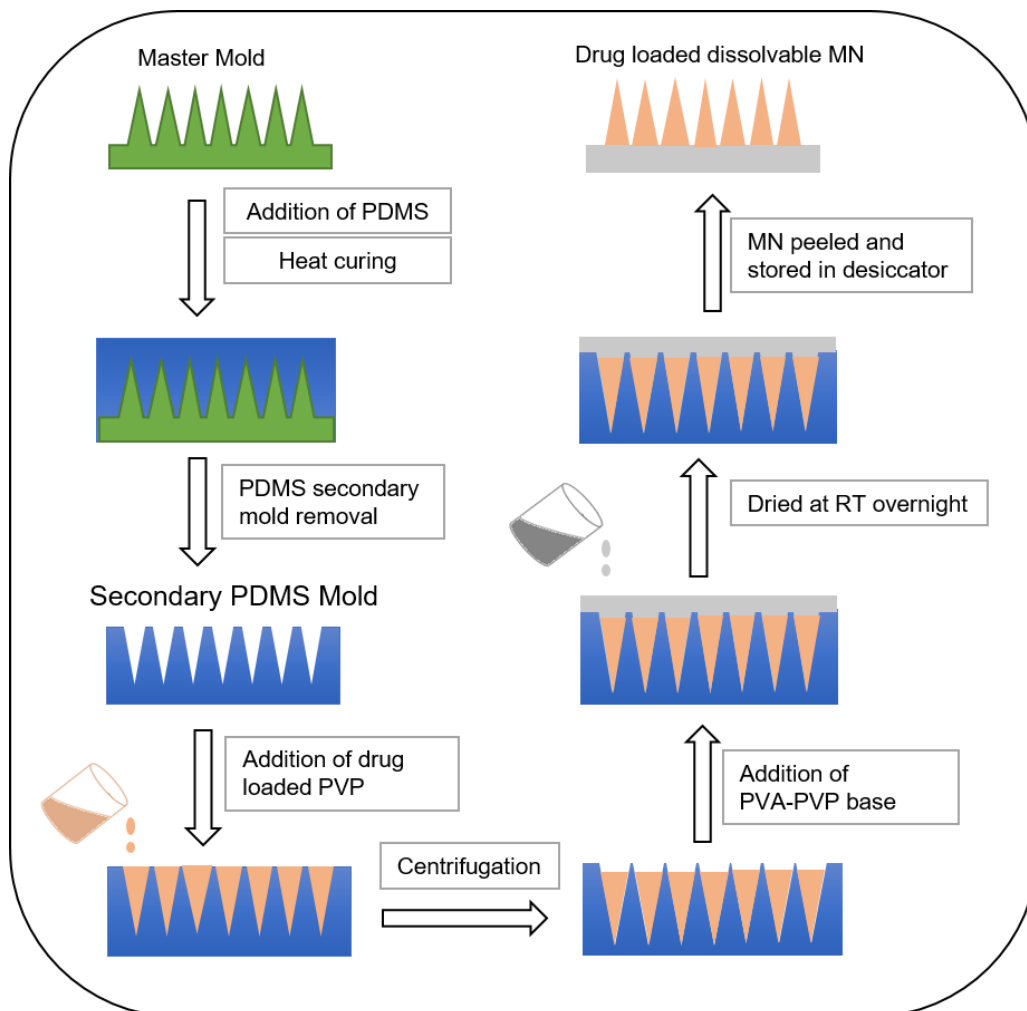 Master Mold
Addition of PDMS
Heat curing
PDMS secondary
mold removal
Secondary PDMS Mold
Addition of drug
loaded PVP
Centrifugation
Addition of
PVA-PVP base
Dried at RT overnight
MN peeled and
stored in desiccator
Drug loaded dissolvable MN